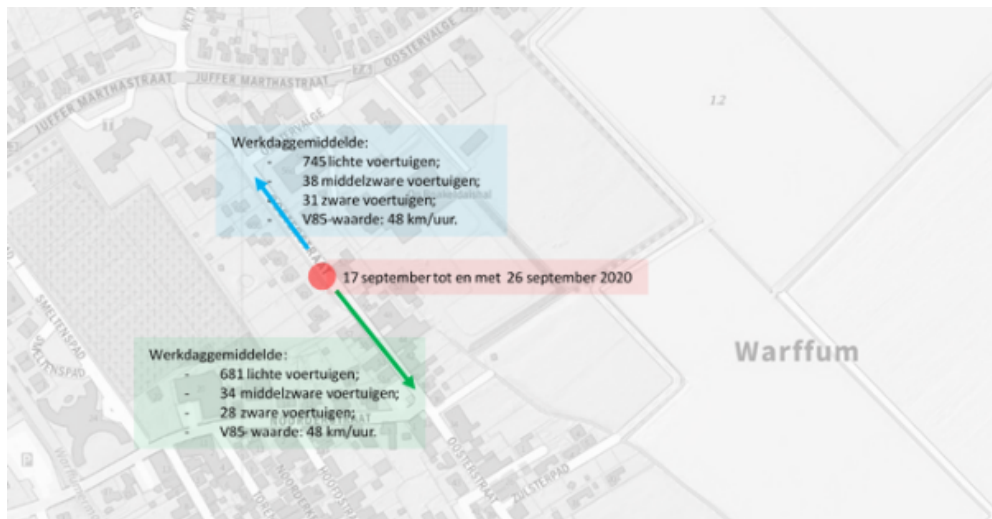 JUFFER MARTHASTRAAT
JUFFER MARTHASTRAAT
OOSTERVALGE
12
Werkdaggemiddelde:
- 745 lichte voertuigen;
- 38 middelzware voertuigen;
- 31 zware voertuigen;
- V85-waarde: 48 km/uur.
17 september tot en met 26 september 2020
Warffum
Werkdaggemiddelde:
- 681 lichte voertuigen;
- 34 middelzware voertuigen;
- 28 zware voertuigen;
- V85-waarde: 48 km/uur.
SMELTENSPAD
OOSTERSTRAAT